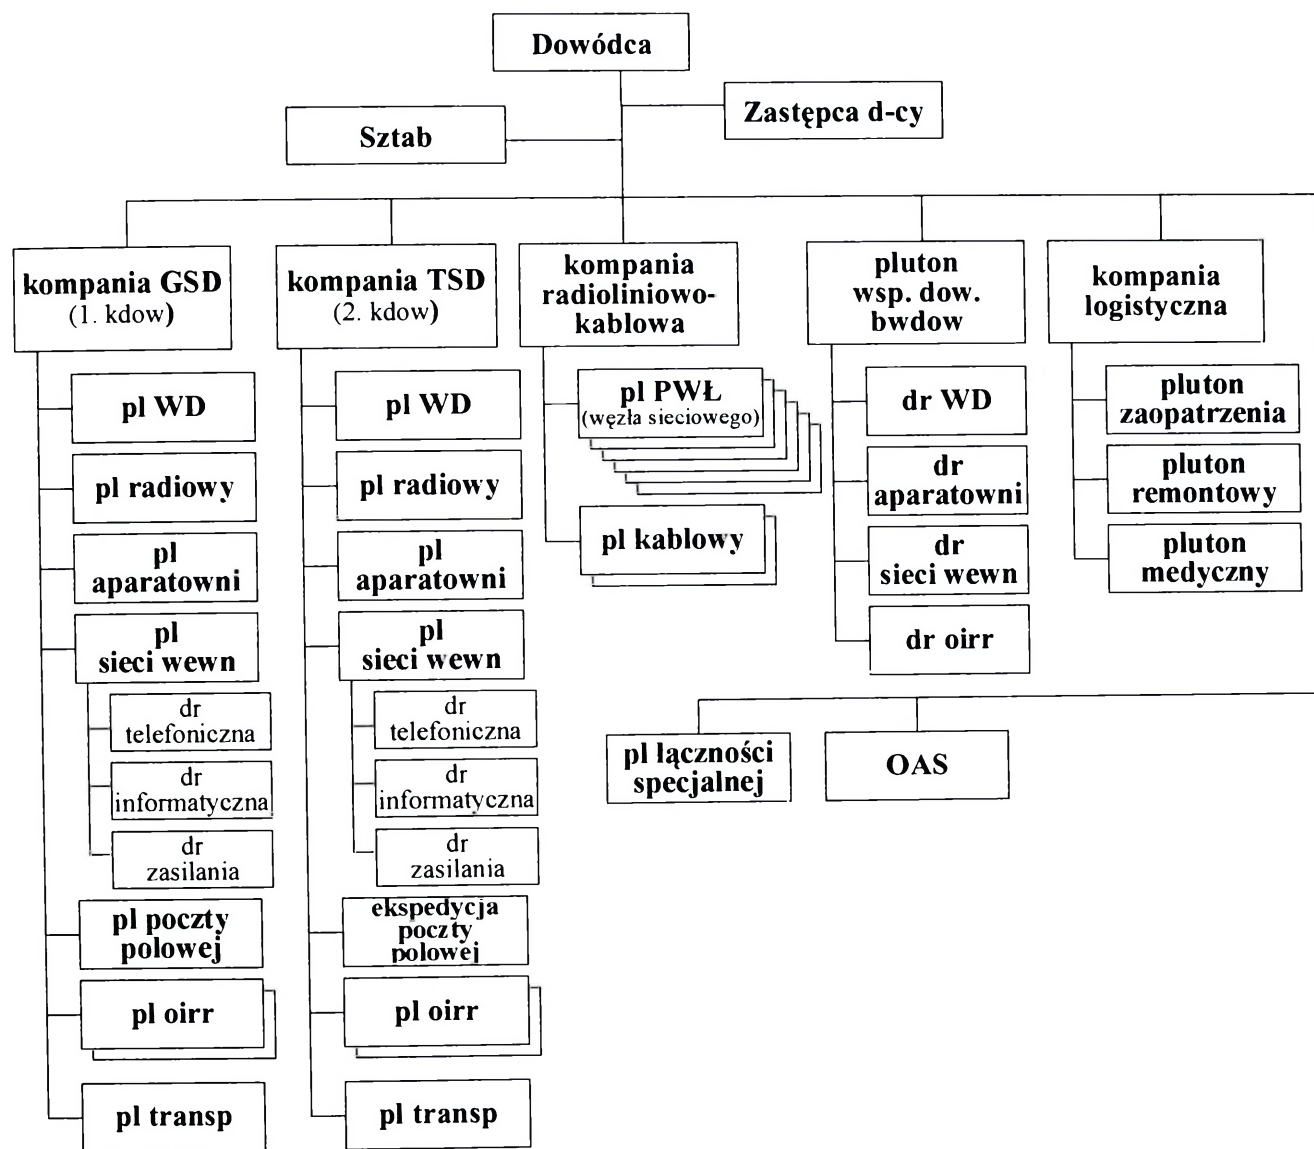 Dowódca
Zastępca d-cy
Sztab
kompania GSD
(1. kdow)
pl WD
pl radiowy
pl
aparatowni
pl
sieci wewn
dr
telefoniczna
dr
informatyczna
dr
zasilania
pl poczty
polowej
pl oirr
pl transp
kompania TSD
(2. kdow)
pl WD
pl radiowy
pl
aparatowni
pl
sieci wewn
dr
telefoniczna
dr
informatyczna
dr
zasilania
ekspedycja
poczty
polowej
pl oirr
pl transp
kompania
radioliniowo-
kablowa
pl PWŁ
(węzła sieciowego)
pl kablowy
pluton
wsp. dow.
bwdow
dr WD
dr
aparatowni
dr
sieci wewn
dr oirr
kompania
logistyczna
pluton
zaopatrzenia
pluton
remontowy
pluton
medyczny
pl łączności
specjalnej
OAS